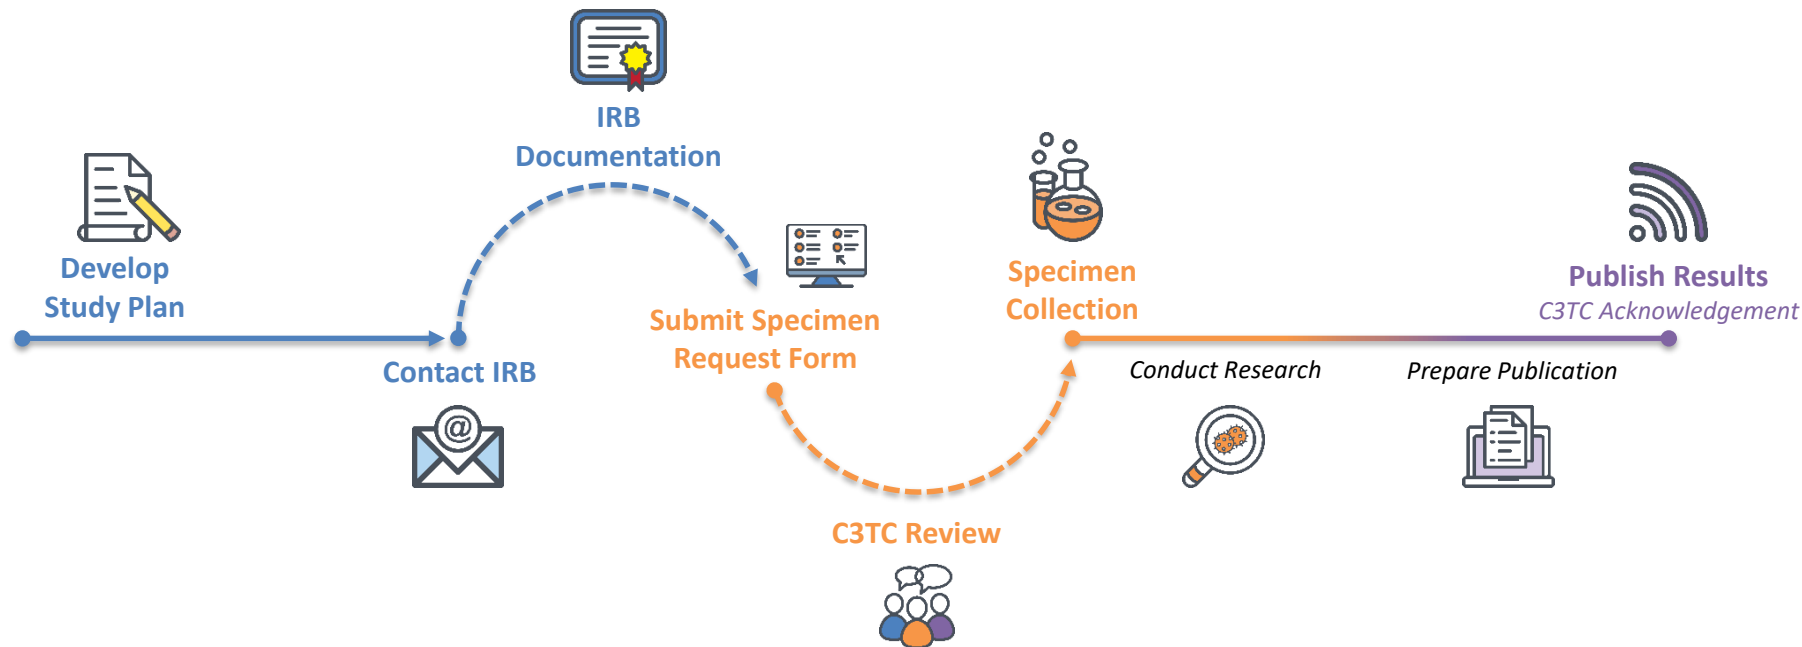 Develop
Study Plan
Contact IRB
@
IRB
Documentation
Submit Specimen
Request Form
C3TC Review
Specimen
Collection
Conduct Research
Prepare Publication
Publish Results
C3TC Acknowledgement